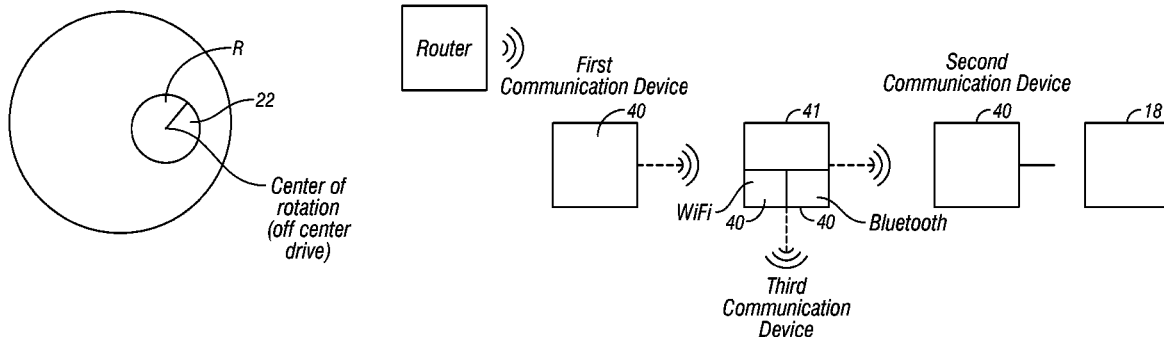 R
22
Center of
rotation
(off center
drive)
Router
First
Communication Device
40
41
WiFi
40
40
Bluetooth
Third
Communication
Device
Second
Communication Device
40
18